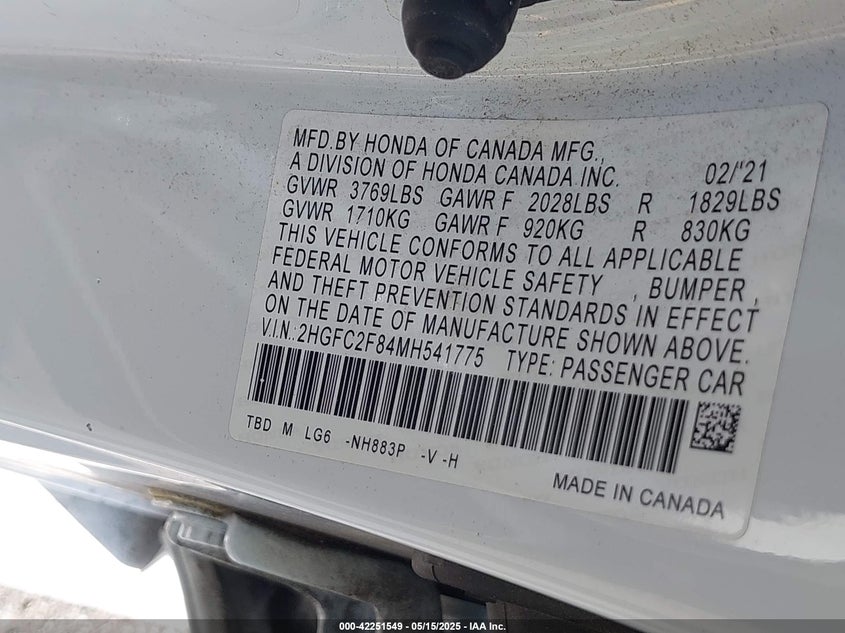 MFD.BY HONDA OF CANADA MFG.,
A DIVISION OF HONDA CANADA INC. 02/'21
GVWR 3769LBS GAWR F 2028LBS R 1829LBS
GVWR 1710KG GAWR F 920KG R 830KG
THIS VEHICLE CONFORMS TO ALL APPLICABLE
FEDERAL MOTOR VEHICLE SAFETY , BUMPER ,
AND THEFT PREVENTION STANDARDS IN EFFECT
ON THE DATE OF MANUFACTURE SHOWN ABOVE.
V.I.N.:2HGFC2F84MH541775 TYPE: PASSENGER CAR
TBD M LG6 -NH883P -V -H
MADE IN CANADA
000-42251549 - 05/15/2025 - IAA Inc.